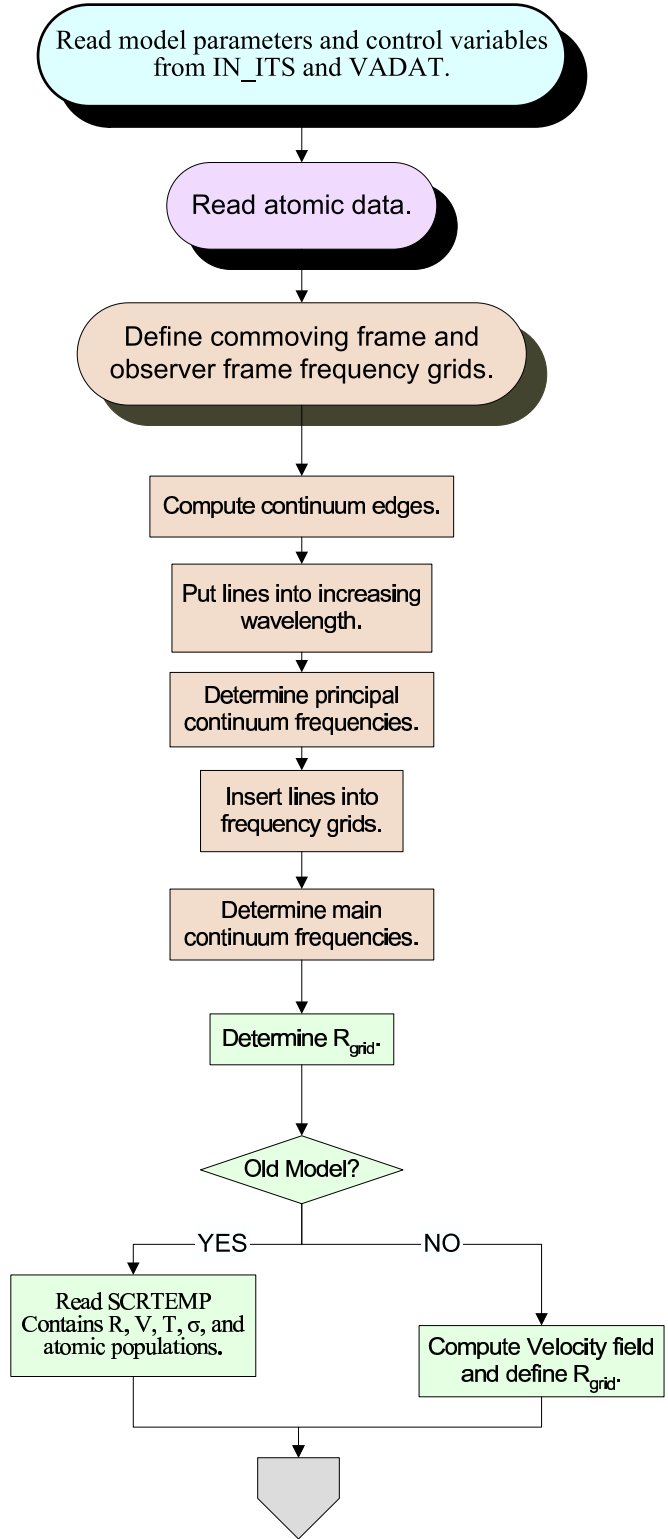 Read model parameters and control variables
from IN_ITS and VADAT.
Read atomic data.
Define commoving frame and
observer frame frequency grids.
Compute continuum edges.
Put lines into increasing
wavelength.
Determine principal
continuum frequencies.
Insert lines into
frequency grids.
Determine main
continuum frequencies.
Determine Rgrid.
Old Model?
YES
NO
Read SCRTEMP
Contains R, V, T, σ, and
atomic populations.
Compute Velocity field
and define Rgrid.